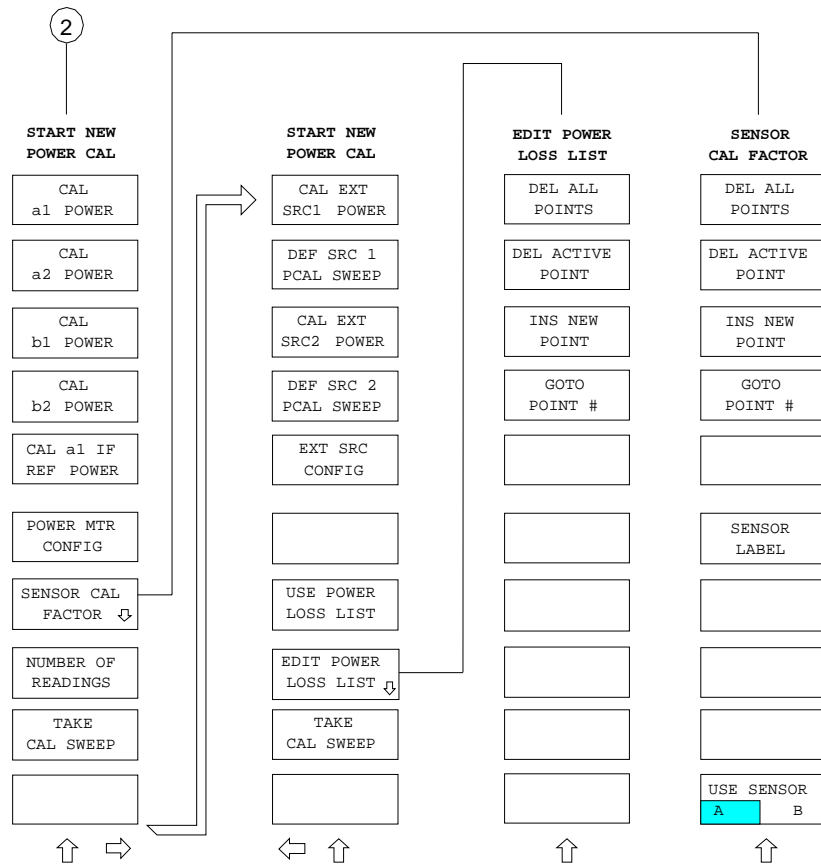 2
START NEW
POWER CAL
CAL
a1 POWER
CAL
a2 POWER
CAL
b1 POWER
CAL
b2 POWER
CAL a1 IF
REF POWER
POWER MTR
CONFIG
SENSOR CAL
FACTOR
NUMBER OF
READINGS
TAKE
CAL SWEEP
START NEW
POWER CAL
CAL EXT
SRC1 POWER
DEF SRC 1
PCAL SWEEP
CAL EXT
SRC2 POWER
DEF SRC 2
PCAL SWEEP
EXT SRC
CONFIG
USE POWER
LOSS LIST
EDIT POWER
LOSS LIST
TAKE
CAL SWEEP
EDIT POWER
LOSS LIST
DEL ALL
POINTS
DEL ACTIVE
POINT
INS NEW
POINT
GOTO
POINT #
SENSOR
CAL FACTOR
DEL ALL
POINTS
DEL ACTIVE
POINT
INS NEW
POINT
GOTO
POINT #
SENSOR
LABEL
USE SENSOR
A B